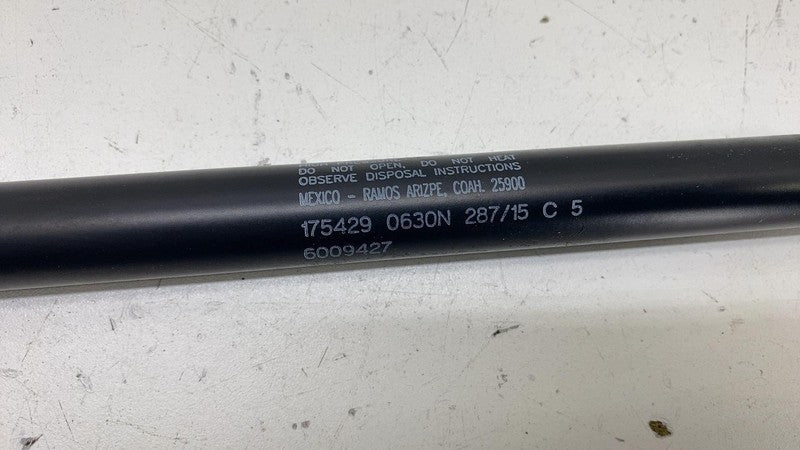 DO NOT OPEN, DO NOT HEAT
OBSERVE DISPOSAL INSTRUCTIONS
MEXICO - RAMOS ARIZPE, COAH. 25900
175429 0630N 287/15 C 5
6009427